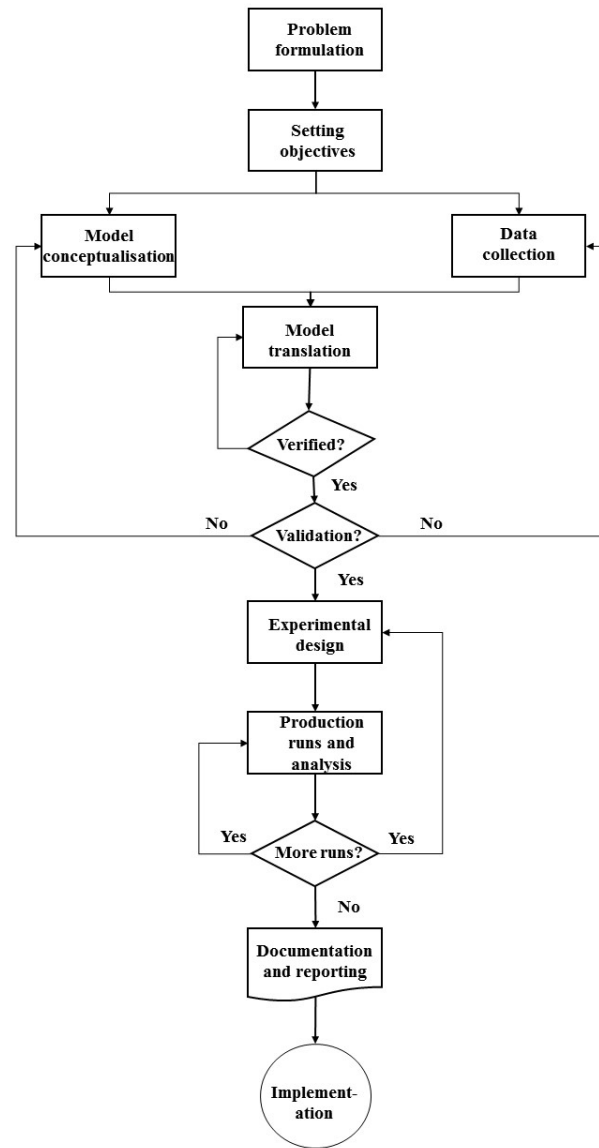 Problem
formulation
Setting
objectives
Model
conceptualisation
Data
collection
Model
translation
Verified?
Yes
No
Validation?
No
Yes
Experimental
design
Production
runs and
analysis
Yes
More runs?
Yes
No
Documentation
and reporting
Implement-
ation